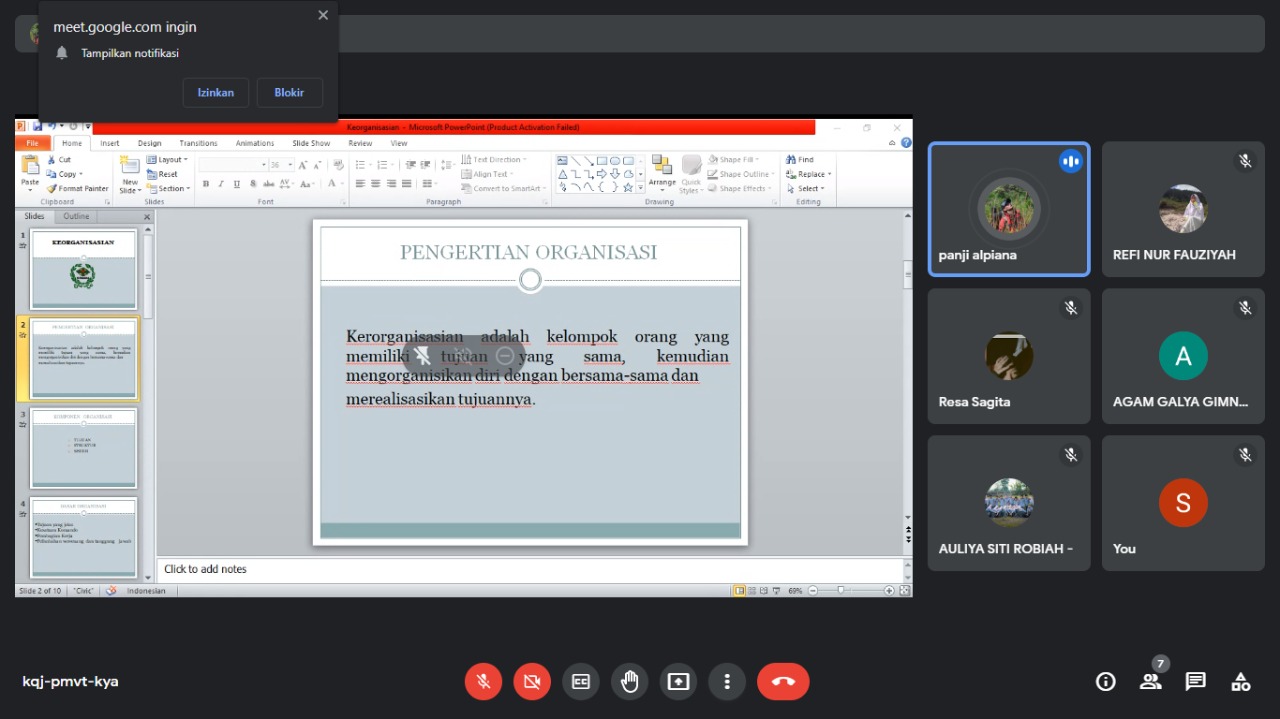 meet.google.com ingin
Tampilkan notifikasi
Izinkan
Blokir
Keorganisasian - Microsoft PowerPoint (Product Activation Failed)
File
Home
Insert
Design
Transitions
Animations
Slide Show
Review
View
Paste
Cut
Copy
Format Painter
Clipboard
New Slide
Layout
Reset
Section
Slides
36
Font
Text Direction
Align Text
Convert to SmartArt
Paragraph
Arrange
Quick Styles
Shape Fill
Shape Outline
Shape Effects
Drawing
Find
Replace
Select
Editing
Slides
Outline
1
KEORGANISASIAN
2
PENGERTIAN ORGANISASI
3
4
PENGERTIAN ORGANISASI
Kerorganisasian adalah kelompok orang yang
memiliki tujuan yang sama, kemudian
mengorganisikan diri dengan bersama-sama dan
merealisasikan tujuannya.
Click to add notes
Slide 2 of 10
"Civic"
Indonesian
69%
panji alpiana
REFI NUR FAUZIYAH
Resa Sagita
A
AGAM GALYA GIMN...
AULIYA SITI ROBIAH -
S
You
kqj-pmvt-kya
7